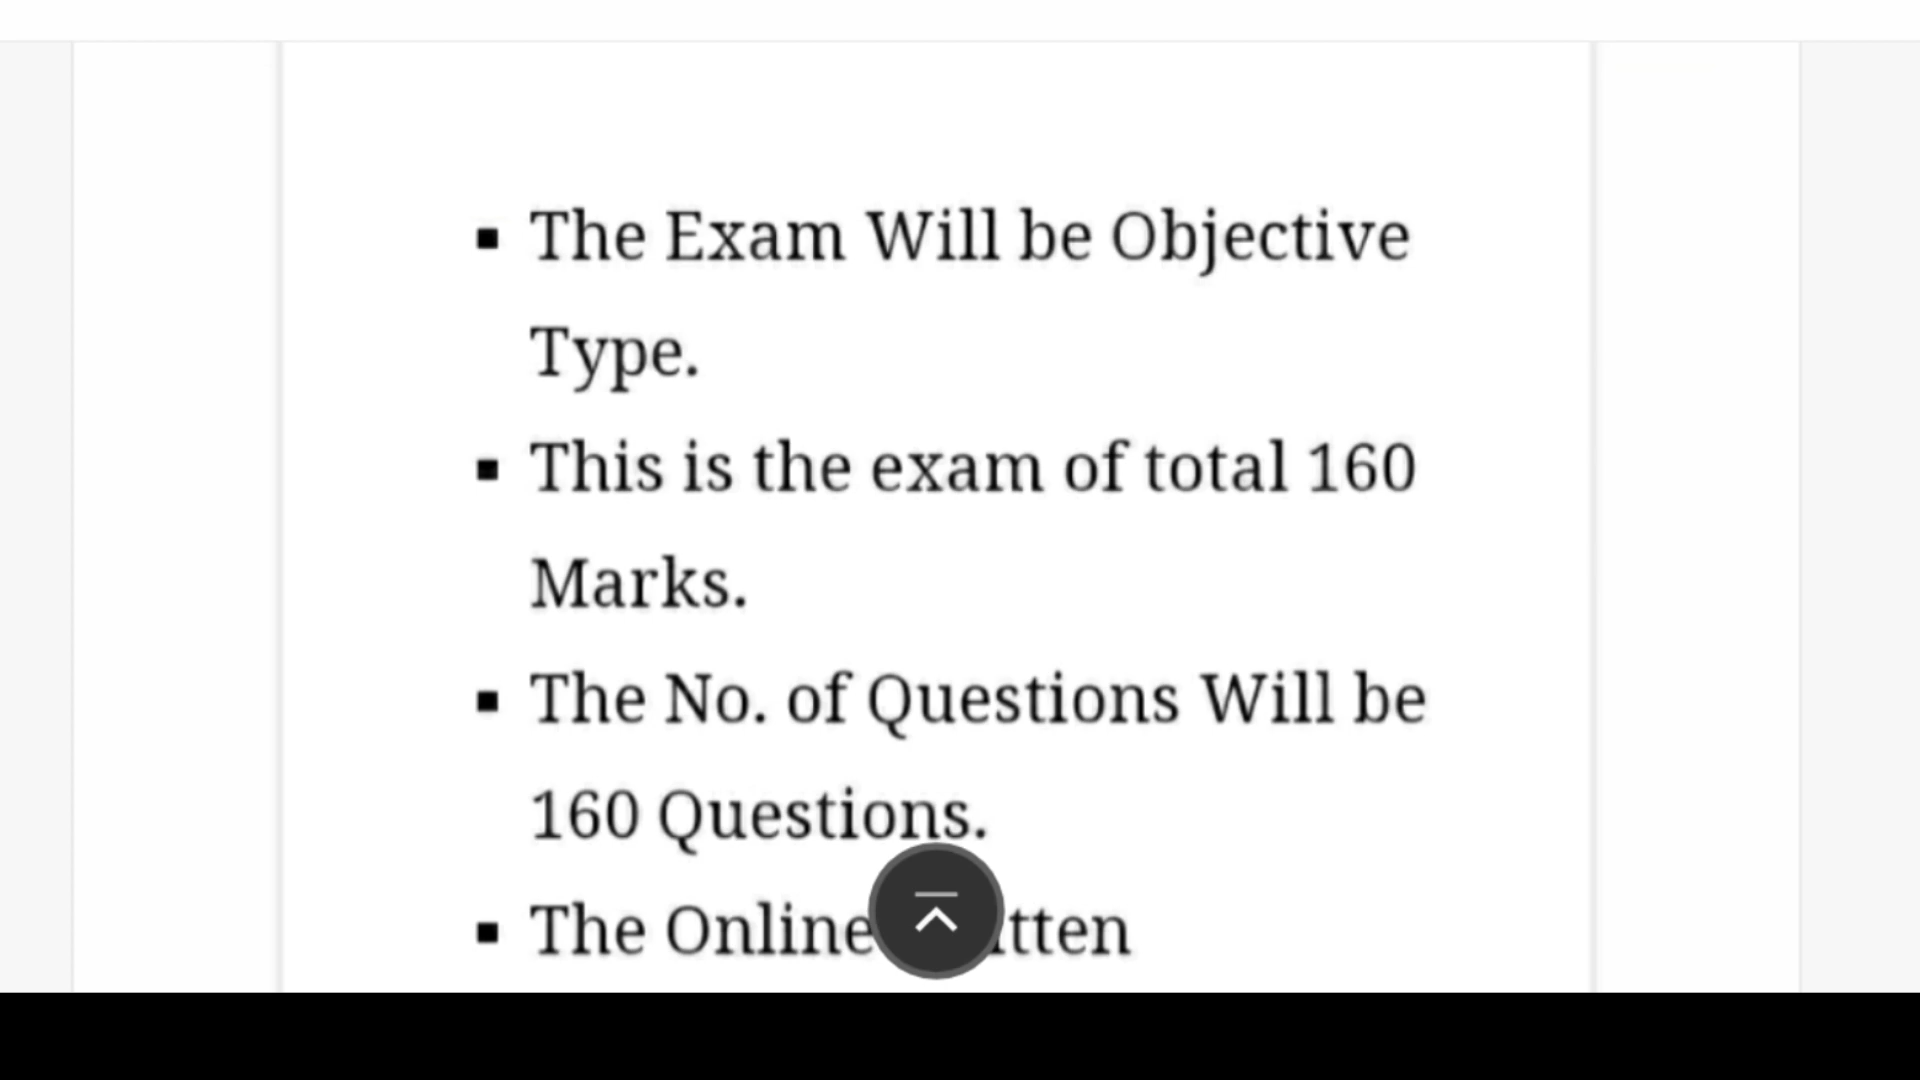 The Exam Will be Objective
Type.
This is the exam of total 160
Marks.
The No. of Questions Will be
160 Questions.
The Online